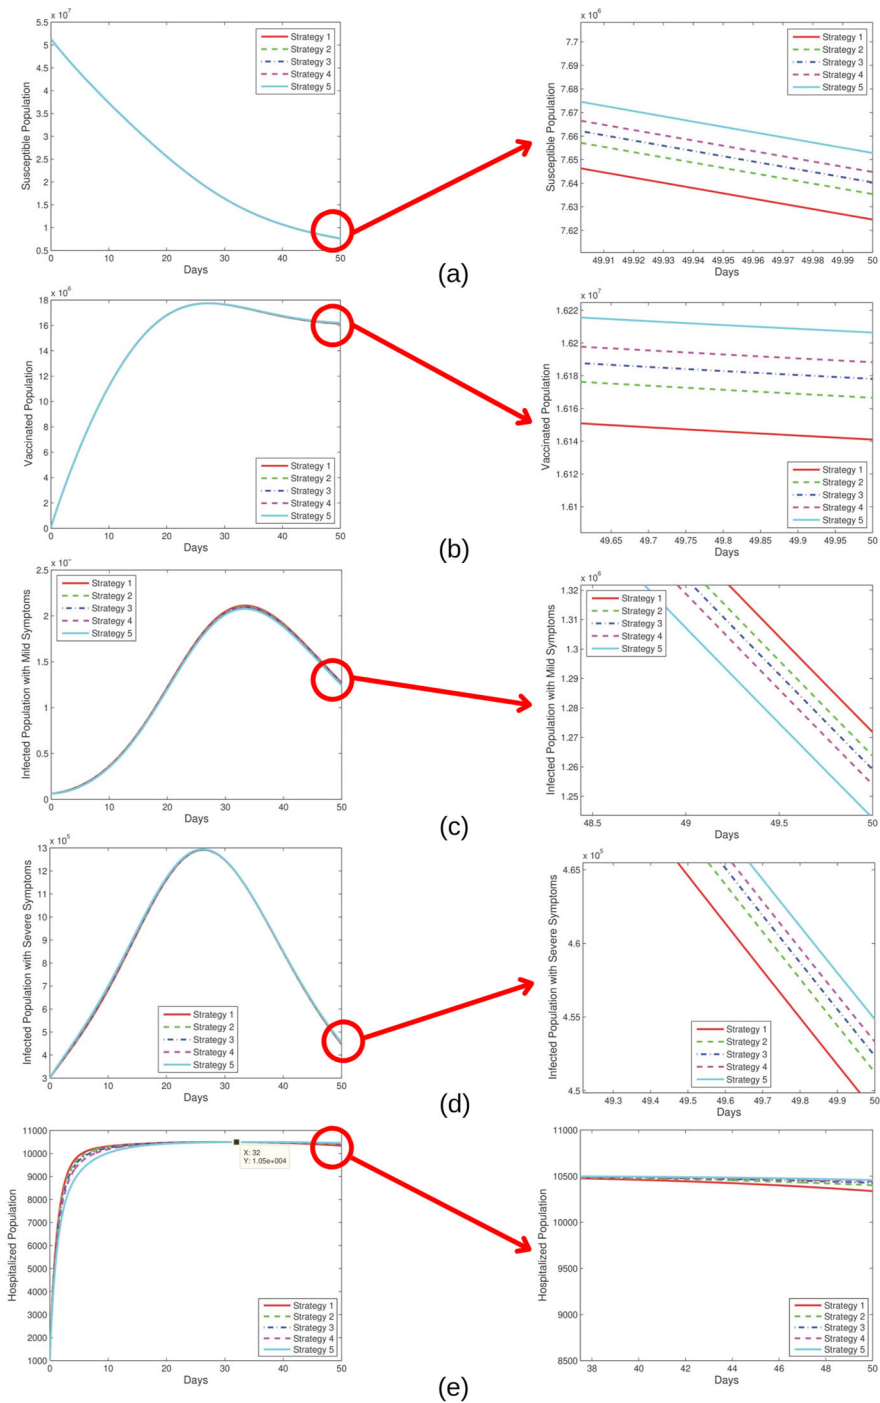 x 10⁷
5.5
5
4.5
4
3.5
3
2.5
2
1.5
1
0.5
Susceptible Population
0 10 20 30 40 50
Days
Strategy 1
Strategy 2
Strategy 3
Strategy 4
Strategy 5
x 10⁶
7.7
7.69
7.68
7.67
7.66
7.65
7.64
7.63
7.62
Susceptible Population
49.91 49.92 49.93 49.94 49.95 49.96 49.97 49.98 49.99 50
Days
Strategy 1
Strategy 2
Strategy 3
Strategy 4
Strategy 5
(a)
x 10⁶
18
16
14
12
10
8
6
4
2
0
Vaccinated Population
0 10 20 30 40 50
Days
Strategy 1
Strategy 2
Strategy 3
Strategy 4
Strategy 5
x 10⁷
1.622
1.62
1.618
1.616
1.614
1.612
1.61
Vaccinated Population
49.65 49.7 49.75 49.8 49.85 49.9 49.95 50
Days
Strategy 1
Strategy 2
Strategy 3
Strategy 4
Strategy 5
(b)
x 10
2.5
2
1.5
1
0.5
0
Infected Population with Mild Symptoms
0 10 20 30 40 50
Days
Strategy 1
Strategy 2
Strategy 3
Strategy 4
Strategy 5
x 10⁶
1.32
1.31
1.3
1.29
1.28
1.27
1.26
1.25
Infected Population with Mild Symptoms
48.5 49 49.5 50
Days
Strategy 1
Strategy 2
Strategy 3
Strategy 4
Strategy 5
(c)
x 10⁵
13
12
11
10
9
8
7
6
5
4
3
Infected Population with Severe Symptoms
0 10 20 30 40 50
Days
Strategy 1
Strategy 2
Strategy 3
Strategy 4
Strategy 5
x 10⁵
4.65
4.6
4.55
4.5
Infected Population with Severe Symptoms
49.3 49.4 49.5 49.6 49.7 49.8 49.9 50
Days
Strategy 1
Strategy 2
Strategy 3
Strategy 4
Strategy 5
(d)
11000
10000
9000
8000
7000
6000
5000
4000
3000
2000
1000
Hospitalized Population
0 10 20 30 40 50
Days
X: 32
Y: 1.05e+004
Strategy 1
Strategy 2
Strategy 3
Strategy 4
Strategy 5
11000
10500
10000
9500
9000
8500
Hospitalized Population
38 40 42 44 46 48 50
Days
Strategy 1
Strategy 2
Strategy 3
Strategy 4
Strategy 5
(e)